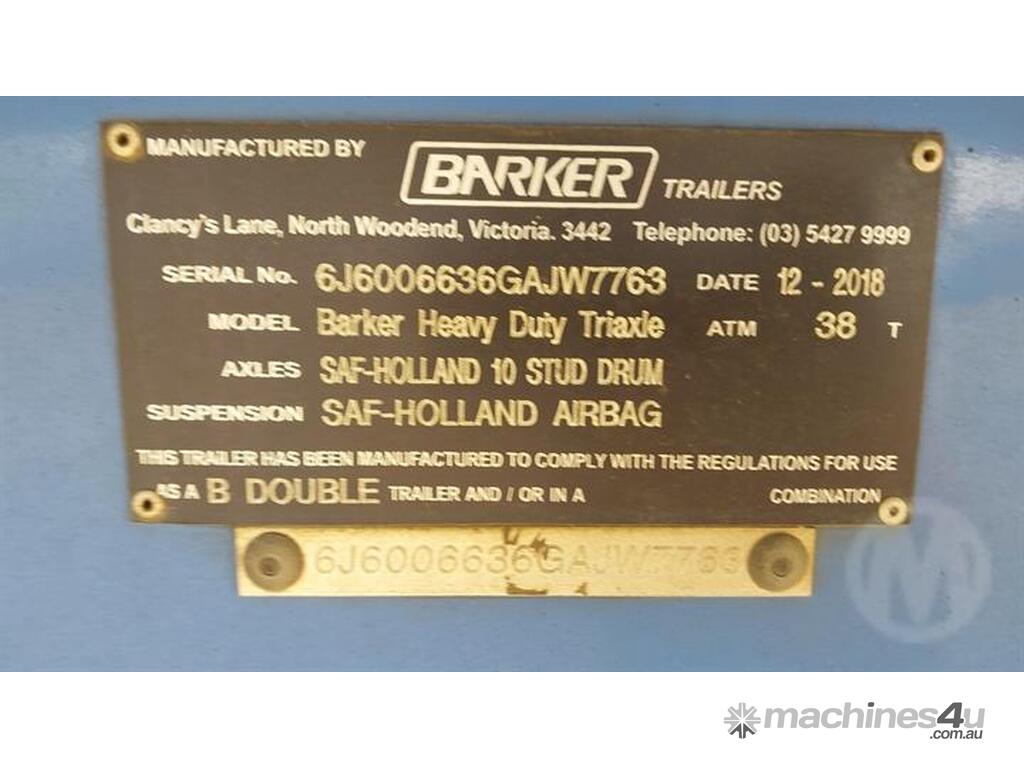 MANUFACTURED BY BARKER TRAILERS
Clancy's Lane, North Woodend, Victoria. 3442 Telephone: (03) 5427 9999
SERIAL No. 6J6006636GAJW7763 DATE 12 - 2018
MODEL Barker Heavy Duty Triaxle ATM 38 T
AXLES SAF-HOLLAND 10 STUD DRUM
SUSPENSION SAF-HOLLAND AIRBAG
THIS TRAILER HAS BEEN MANUFACTURED TO COMPLY WITH THE REGULATIONS FOR USE
AS A B DOUBLE TRAILER AND / OR IN A COMBINATION
6J6006636GAJW7763
M
machines4u
.com.au